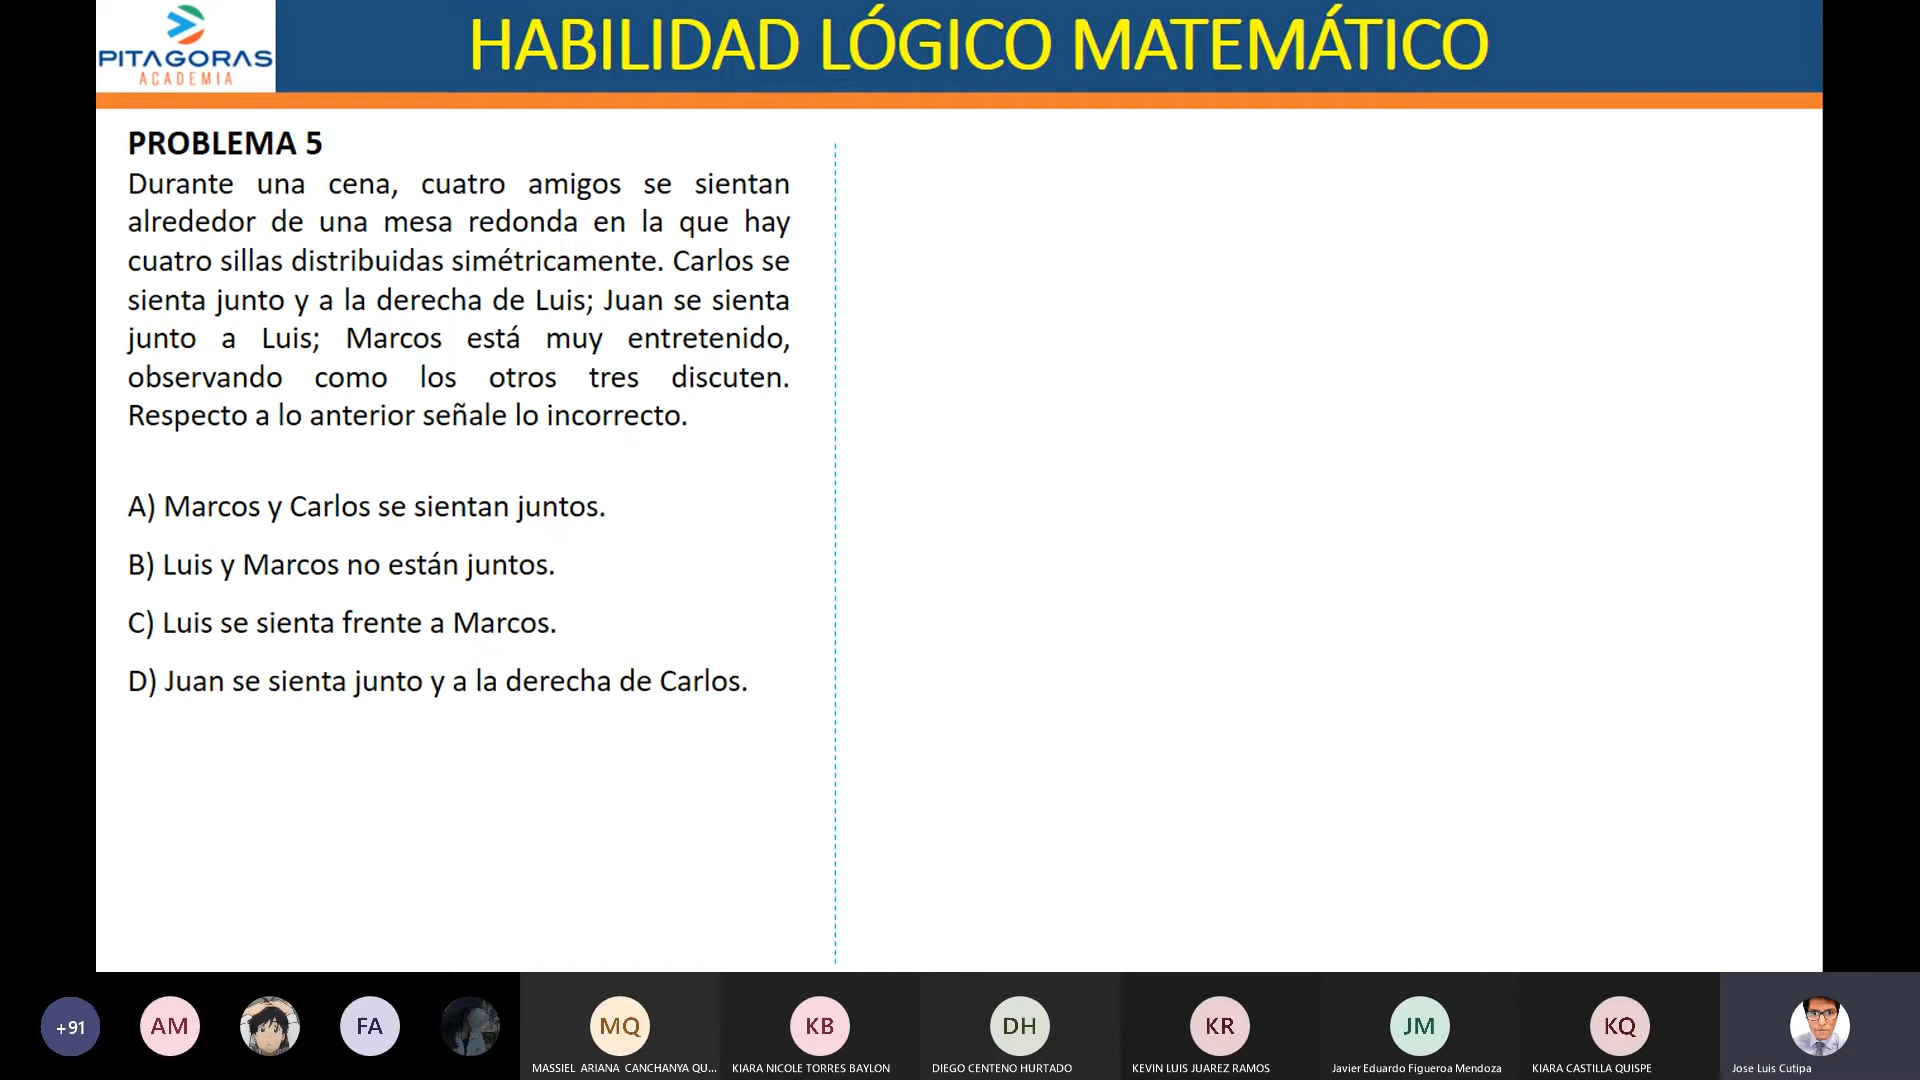 PITAGORAS
ACADEMIA
HABILIDAD LÓGICO MATEMÁTICO
PROBLEMA 5
Durante una cena, cuatro amigos se sientan
alrededor de una mesa redonda en la que hay
cuatro sillas distribuidas simétricamente. Carlos se
sienta junto y a la derecha de Luis; Juan se sienta
junto a Luis; Marcos está muy entretenido,
observando como los otros tres discuten.
Respecto a lo anterior señale lo incorrecto.
A) Marcos y Carlos se sientan juntos.
B) Luis y Marcos no están juntos.
C) Luis se sienta frente a Marcos.
D) Juan se sienta junto y a la derecha de Carlos.
+91
AM
FA
MQ
KB
DH
KR
JM
KQ
MASSIEL ARIANA CANCHANYA QU...
KIARA NICOLE TORRES BAYLON
DIEGO CENTENO HURTADO
KEVIN LUIS JUAREZ RAMOS
Javier Eduardo Figueroa Mendoza
KIARA CASTILLA QUISPE
Jose Luis Cutipa